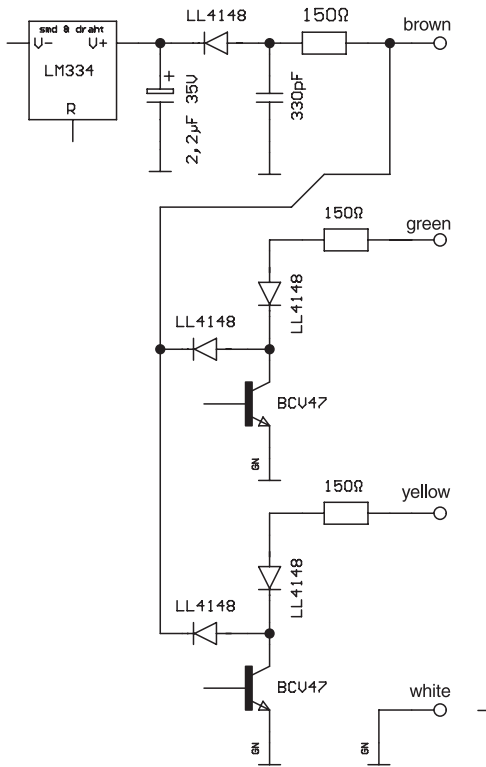 smd & draht
V- V+
LM334
R
2,2µF 35V
LL4148
330pF
150Ω
brown
150Ω
green
LL4148
LL4148
BCV47
GN
150Ω
yellow
LL4148
LL4148
BCV47
GN
white
GN